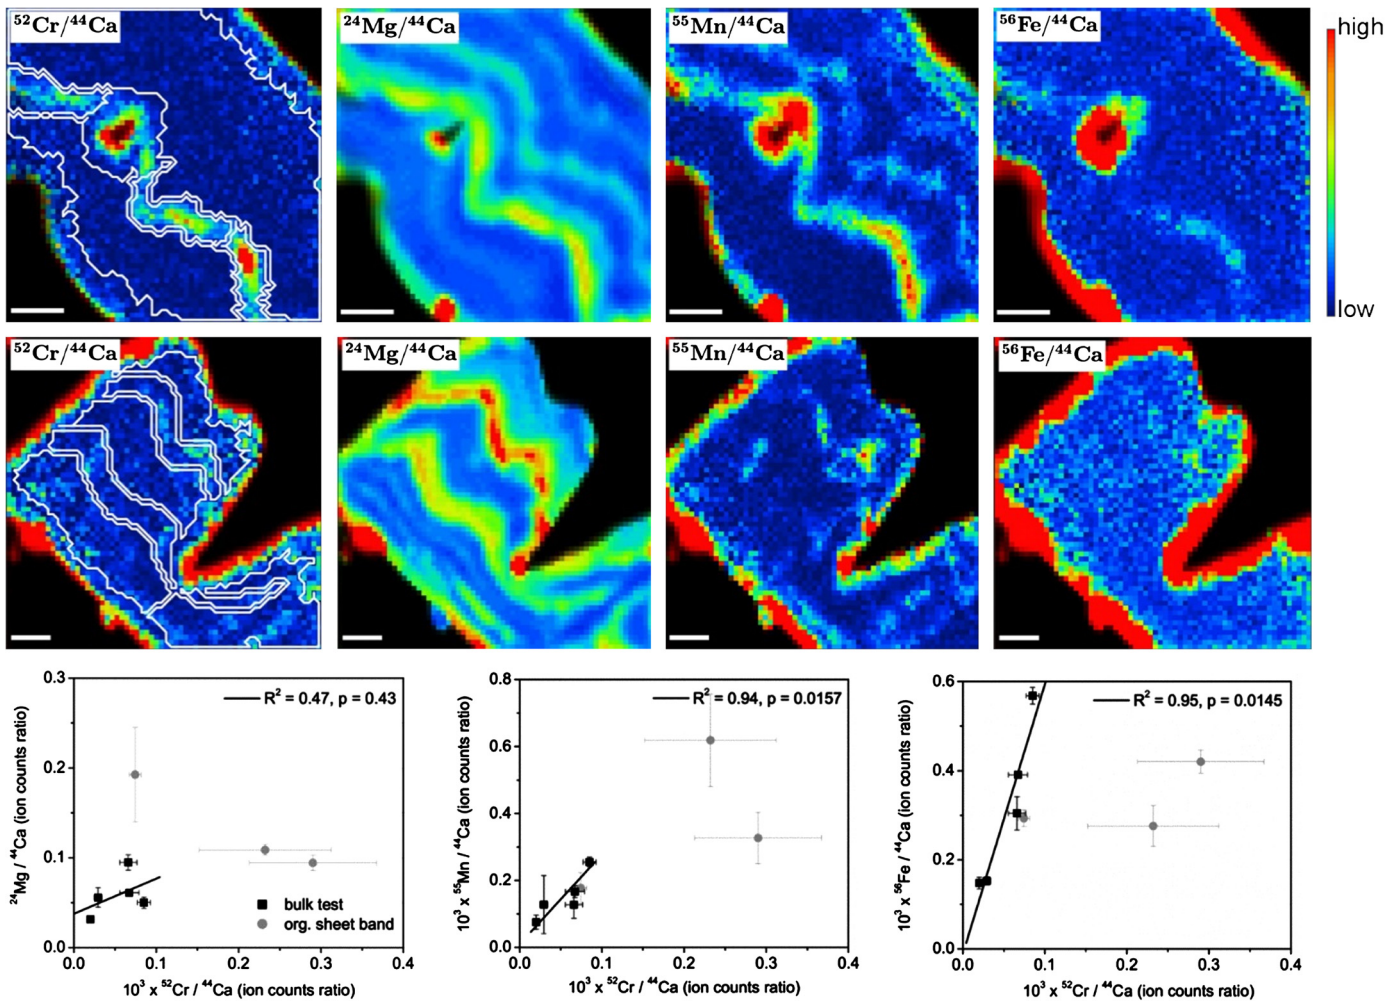 ⁵²Cr/⁴⁴Ca
²⁴Mg/⁴⁴Ca
⁵⁵Mn/⁴⁴Ca
⁵⁶Fe/⁴⁴Ca
high
low
⁵²Cr/⁴⁴Ca
²⁴Mg/⁴⁴Ca
⁵⁵Mn/⁴⁴Ca
⁵⁶Fe/⁴⁴Ca
²⁴Mg / ⁴⁴Ca (ion counts ratio)
0.3
0.2
0.1
0.0
R² = 0.47, p = 0.43
bulk test
org. sheet band
0.0 0.1 0.2 0.3 0.4
10³ x ⁵²Cr / ⁴⁴Ca (ion counts ratio)
10³ x ⁵⁵Mn / ⁴⁴Ca (ion counts ratio)
0.8
0.6
0.4
0.2
0.0
R² = 0.94, p = 0.0157
0.0 0.1 0.2 0.3 0.4
10³ x ⁵²Cr / ⁴⁴Ca (ion counts ratio)
10³ x ⁵⁶Fe / ⁴⁴Ca (ion counts ratio)
0.6
0.4
0.2
0.0
R² = 0.95, p = 0.0145
0.0 0.1 0.2 0.3 0.4
10³ x ⁵²Cr / ⁴⁴Ca (ion counts ratio)